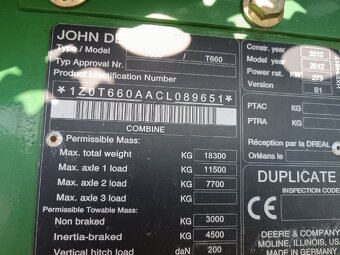 JOHN DE
Type / Model / T660
Typ Approval Nr.
Product Identification Number
*1Z0T660AACL089651*
COMBINE
Permissible Mass:
Max. total weight KG 18300
Max. axle 1 load KG 11500
Max. axle 2 load KG 7700
Max. axle 3 load KG
Permissible Towable Mass
Non braked KG 3000
Inertia-braked KG 4500
Vertical hitch load daN 200
Constr. year 2012
Model year 2012
Power rat. KW 273
Version B1
PTAC KG
PTRA KG
Réception par la DREAL
Orléans le
DUPLICATE
INSPECTION CODE
CE
DEERE & COMPANY
MOLINE, ILLINOIS, USA
MADE IN GERMANY